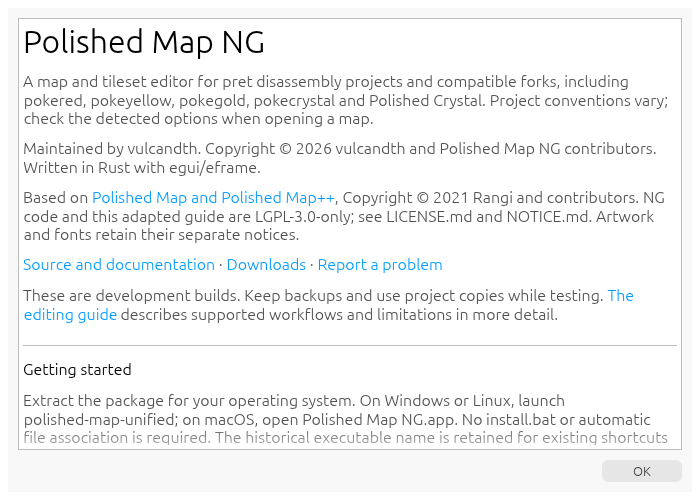 Polished Map NG
A map and tileset editor for pret disassembly projects and compatible forks, including
pokered, pokeyellow, pokegold, pokecrystal and Polished Crystal. Project conventions vary;
check the detected options when opening a map.
Maintained by vulcandth. Copyright © 2026 vulcandth and Polished Map NG contributors.
Written in Rust with egui/eframe.
Based on Polished Map and Polished Map++, Copyright © 2021 Rangi and contributors. NG
code and this adapted guide are LGPL-3.0-only; see LICENSE.md and NOTICE.md. Artwork
and fonts retain their separate notices.
Source and documentation · Downloads · Report a problem
These are development builds. Keep backups and use project copies while testing. The
editing guide describes supported workflows and limitations in more detail.
Getting started
Extract the package for your operating system. On Windows or Linux, launch
polished-map-unified; on macOS, open Polished Map NG.app. No install.bat or automatic
file association is required. The historical executable name is retained for existing shortcuts
OK